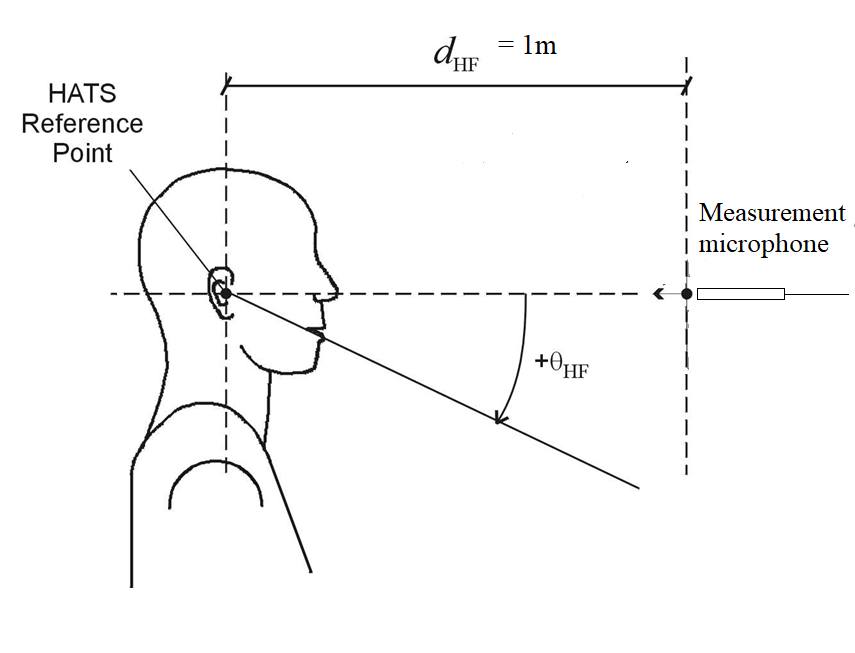 d_HF = 1m
HATS
Reference
Point
Measurement
microphone
+θ_HF